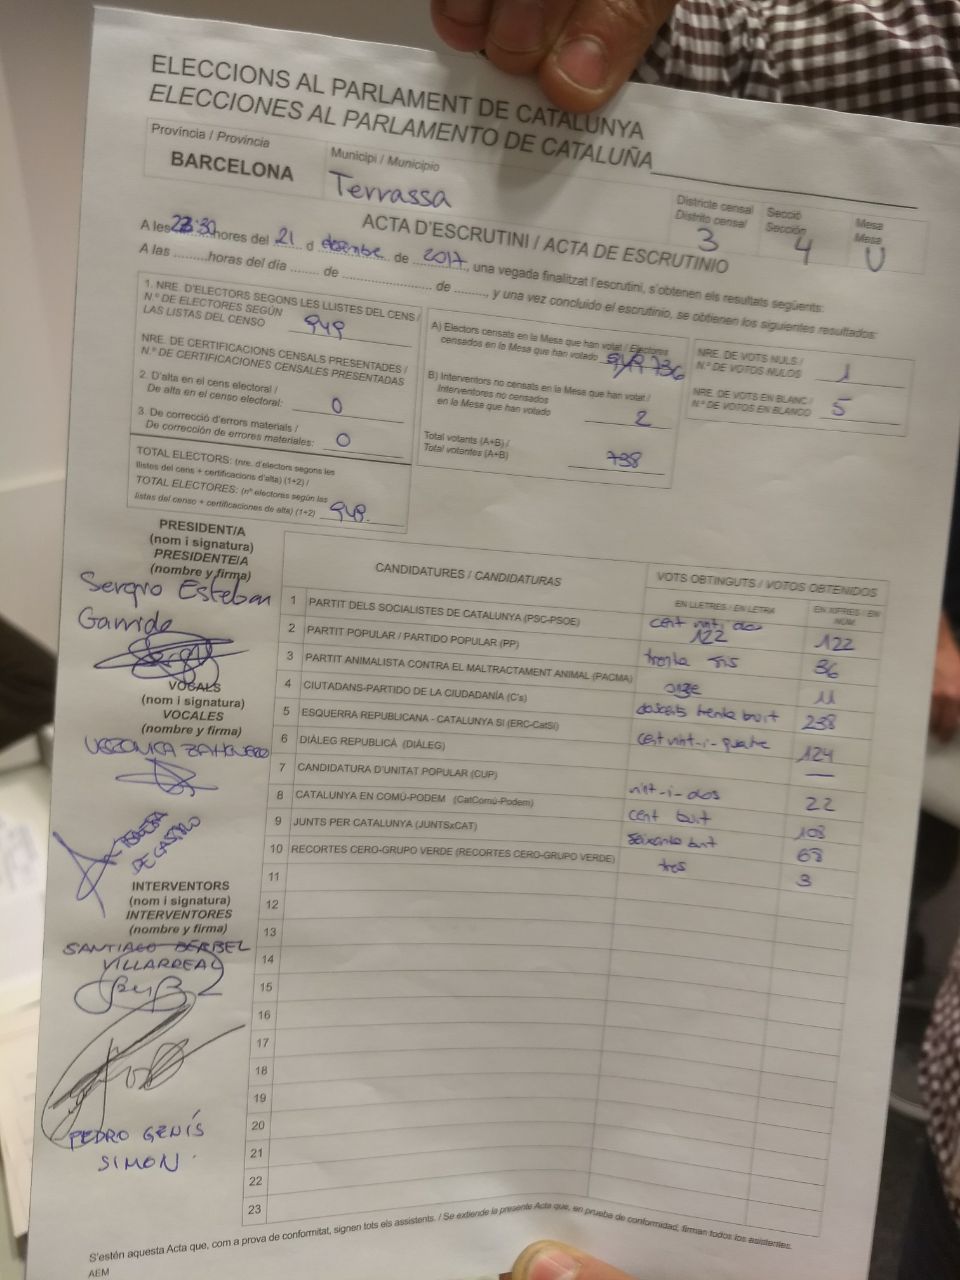 ELECCIONS AL PARLAMENT DE CATALUNYA
ELECCIONES AL PARLAMENTO DE CATALUÑA
Província / Provincia
BARCELONA
Municipi / Municipio
Terrassa
Districte censal
Distrito censal
3
Secció
Sección
4
Mesa
Mesa
U
ACTA D'ESCRUTINI / ACTA DE ESCRUTINIO
A les 23:30 hores del 21 d desembre de 2017, una vegada finalitzat l'escrutini, s'obtenen els resultats següents:
A las ......... horas del día ....... de ........................ de ........., y una vez concluido el escrutinio, se obtienen los siguientes resultados:
1. NRE. D'ELECTORS SEGONS LES LLISTES DEL CENS /
N.º DE ELECTORES SEGÚN
LAS LISTAS DEL CENSO 949
NRE. DE CERTIFICACIONS CENSALS PRESENTADES /
N.º DE CERTIFICACIONES CENSALES PRESENTADAS
2. D'alta en el cens electoral /
De alta en el censo electoral: 0
3. De correcció d'errors materials /
De corrección de errores materiales: 0
TOTAL ELECTORS: (nre. d'electors segons les
llistes del cens + certificacions d'alta) (1+2) /
TOTAL ELECTORES: (nº electores según las
listas del censo + certificaciones de alta) (1+2) 949.
A) Electors censats en la Mesa que han votat / Electores
censados en la Mesa que han votado 736
B) Interventors no censats en la Mesa que han votat /
Interventores no censados
en la Mesa que han votado 2
Total votants (A+B) /
Total votantes (A+B) 738
NRE. DE VOTS NULS /
N.º DE VOTOS NULOS 1
NRE. DE VOTS EN BLANC /
N.º DE VOTOS EN BLANCO 5
PRESIDENT/A
(nom i signatura)
PRESIDENTE/A
(nombre y firma)
Sergio Esteban
Garrido
VOCALS
(nom i signatura)
VOCALES
(nombre y firma)
VERONICA ZAHINERO
DE CASTRO
INTERVENTORS
(nom i signatura)
INTERVENTORES
(nombre y firma)
SANTIAGO BERBEL
VILLARREAL
PEDRO GENÍS
SIMON
CANDIDATURES / CANDIDATURAS
VOTS OBTINGUTS / VOTOS OBTENIDOS
EN LLETRES / EN LETRA
EN XIFRES / EN NÚM.
1 PARTIT DELS SOCIALISTES DE CATALUNYA (PSC-PSOE) cent vint i dos 122 122
2 PARTIT POPULAR / PARTIDO POPULAR (PP) trenta sis 36
3 PARTIT ANIMALISTA CONTRA EL MALTRACTAMENT ANIMAL (PACMA) onze 11
4 CIUTADANS-PARTIDO DE LA CIUDADANÍA (C's) doscents trenta buit 238
5 ESQUERRA REPUBLICANA - CATALUNYA SÍ (ERC-CatSí) cent vint-i-quatre 124
6 DIÀLEG REPUBLICÀ (DIÀLEG) —
7 CANDIDATURA D'UNITAT POPULAR (CUP) vint-i-dos 22
8 CATALUNYA EN COMÚ-PODEM (CatComú-Podem) cent buit 108
9 JUNTS PER CATALUNYA (JUNTSxCAT) seixanta buit 68
10 RECORTES CERO-GRUPO VERDE (RECORTES CERO-GRUPO VERDE) tres 3
11
12
13
14
15
16
17
18
19
20
21
22
23
S'estén aquesta Acta que, com a prova de conformitat, signen tots els assistents. / Se extiende la presente Acta que, en prueba de conformidad, firman todos los asistentes.
AEM